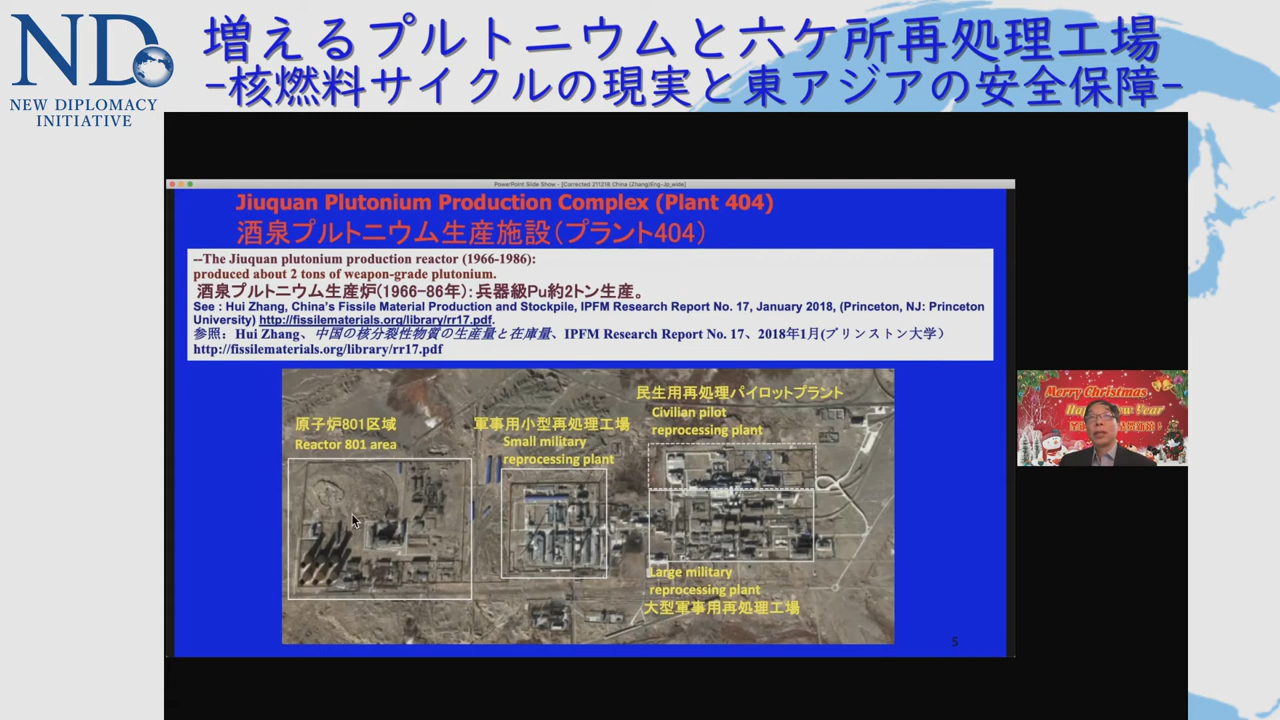 ND
NEW DIPLOMACY
INITIATIVE
増えるプルトニウムと六ケ所再処理工場
-核燃料サイクルの現実と東アジアの安全保障-
PowerPoint Slide Show - [Corrected 211218 China (Zhang)Eng-Jp_wide]
Jiuquan Plutonium Production Complex (Plant 404)
酒泉プルトニウム生産施設（プラント404）
--The Jiuquan plutonium production reactor (1966-1986):
produced about 2 tons of weapon-grade plutonium.
酒泉プルトニウム生産炉(1966-86年)：兵器級Pu約2トン生産。
See : Hui Zhang, China's Fissile Material Production and Stockpile, IPFM Research Report No. 17, January 2018, (Princeton, NJ: Princeton
University) http://fissilematerials.org/library/rr17.pdf.
参照： Hui Zhang、中国の核分裂性物質の生産量と在庫量、IPFM Research Report No. 17、2018年1月(プリンストン大学）
http://fissilematerials.org/library/rr17.pdf
原子炉801区域
Reactor 801 area
軍事用小型再処理工場
Small military
reprocessing plant
民生用再処理パイロットプラント
Civilian pilot
reprocessing plant
Large military
reprocessing plant
大型軍事用再処理工場
5
Merry Christmas